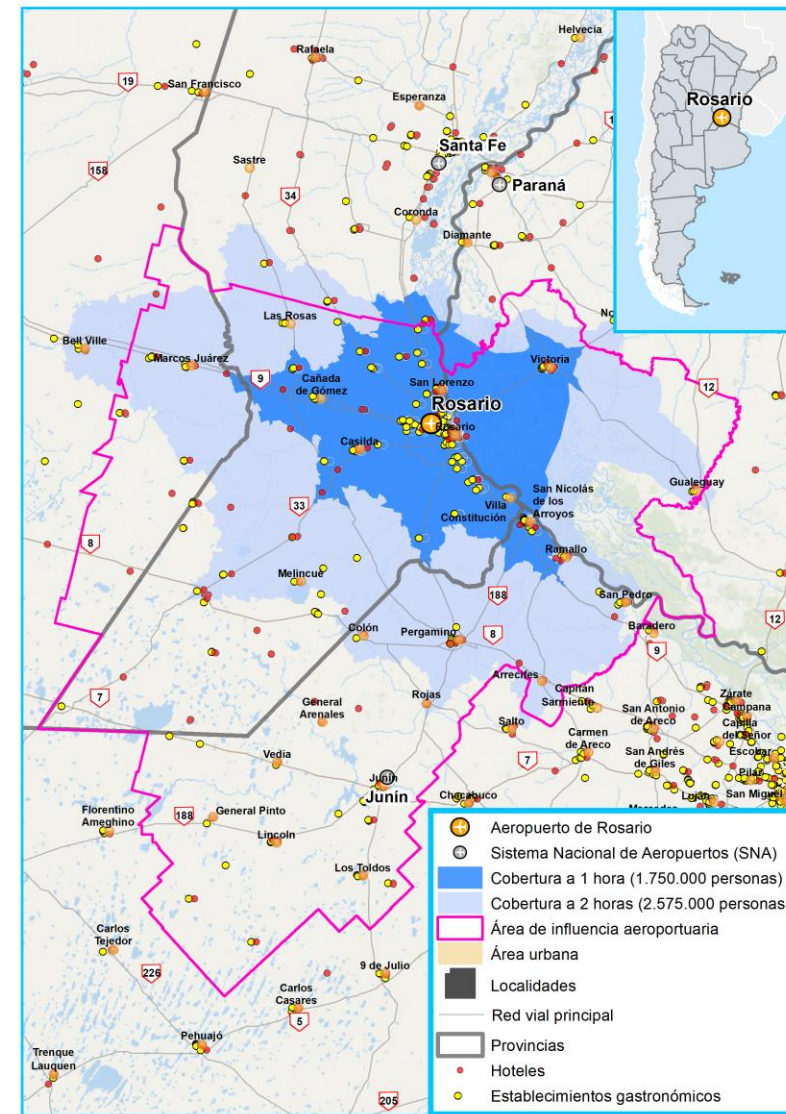 Helvecia
Rafaela
19
San Francisco
Esperanza
Rosario
Santa Fe
158
Sastre
Paraná
34
Coronda
Diamante
Las Rosas
Bell Ville
Marcos Juárez
9
Victoria
12
Cañada
de Gómez
San Lorenzo
Rosario
Rosario
Casilda
Gualeguay
San Nicolás
de los
Arroyos
Villa
Constitución
33
8
Ramallo
Melincué
188
San Pedro
Colón
Pergamino
8
Baradero
9
12
Arrecifes
7
Rojas
Capitán
Sarmiento
General
Arenales
Salto
San Antonio
de Areco
Zárate
Campana
Capilla
del Señor
Carmen
de Areco
Escobar
Vedia
7
San Andrés
de Giles
Pilar
Junín
Junín
Chacabuco
Luján
San Miguel
Florentino
Ameghino
188
General Pinto
Lincoln
Los Toldos
Carlos
Tejedor
226
9 de Julio
Carlos
Casares
5
Pehuajó
Trenque
Lauquen
205
Aeropuerto de Rosario
Sistema Nacional de Aeropuertos (SNA)
Cobertura a 1 hora (1.750.000 personas)
Cobertura a 2 horas (2.575.000 personas
Área de influencia aeroportuaria
Área urbana
Localidades
Red vial principal
Provincias
Hoteles
Establecimientos gastronómicos